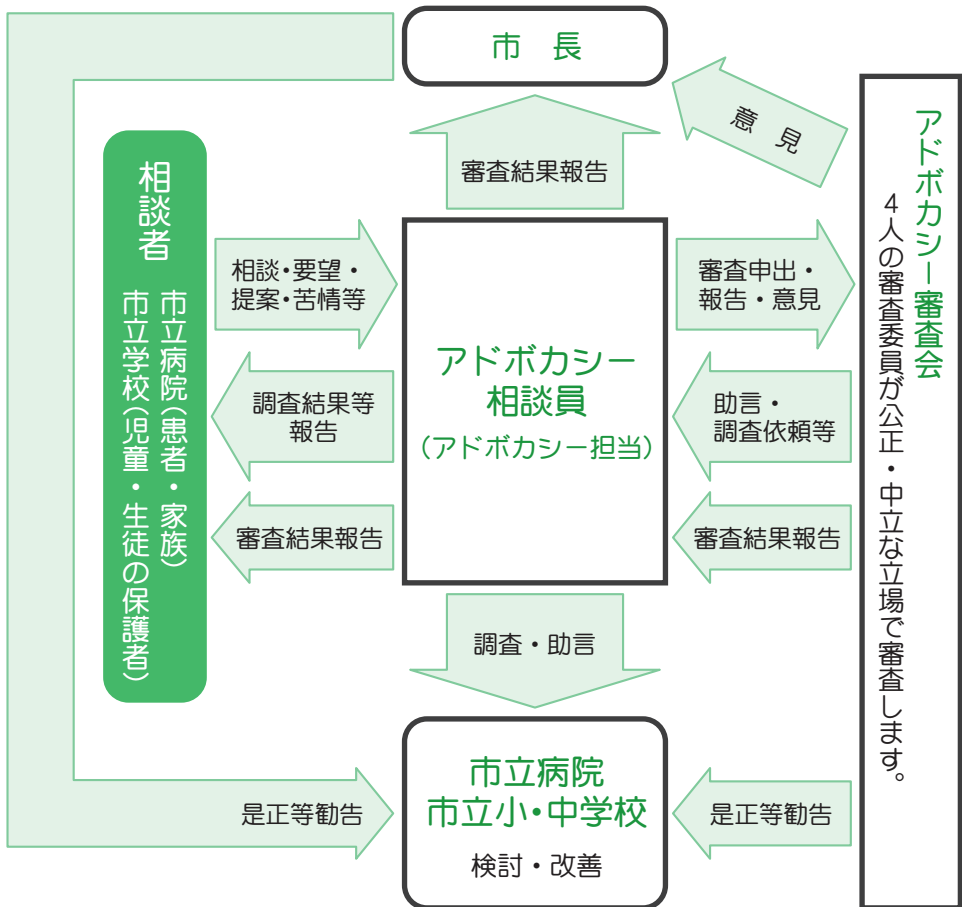 市　長
意　見
審査結果報告
相談者
市立病院（患者・家族）
市立学校（児童・生徒の保護者）
相談・要望・
提案・苦情等
調査結果等
報告
審査結果報告
アドボカシー
相談員
（アドボカシー担当）
審査申出・
報告・意見
助言・
調査依頼等
審査結果報告
アドボカシー審査会
4人の審査委員が公正・中立な立場で審査します。
調査・助言
是正等勧告
市立病院
市立小・中学校
検討・改善
是正等勧告